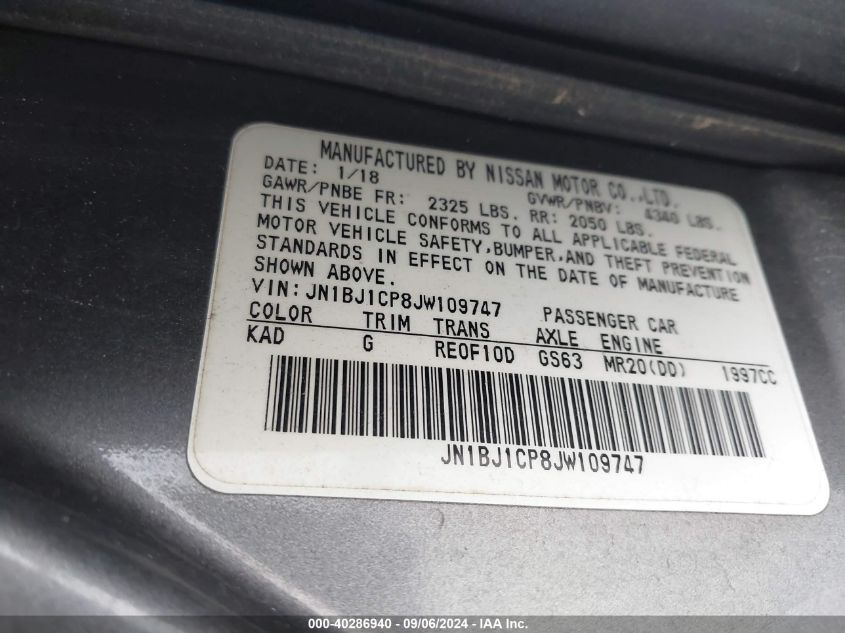 MANUFACTURED BY NISSAN MOTOR CO.,LTD.
DATE: 1/18 GVWR/PNBV: 4340 LBS.
GAWR/PNBE FR: 2325 LBS. RR: 2050 LBS.
THIS VEHICLE CONFORMS TO ALL APPLICABLE FEDERAL
MOTOR VEHICLE SAFETY,BUMPER,AND THEFT PREVENTION
STANDARDS IN EFFECT ON THE DATE OF MANUFACTURE
SHOWN ABOVE.
VIN:JN1BJ1CP8JW109747 PASSENGER CAR
COLOR TRIM TRANS AXLE ENGINE
KAD G RE0F10D GS63 MR20(DD) 1997CC
JN1BJ1CP8JW109747
000-40286940 - 09/06/2024 - IAAI.com